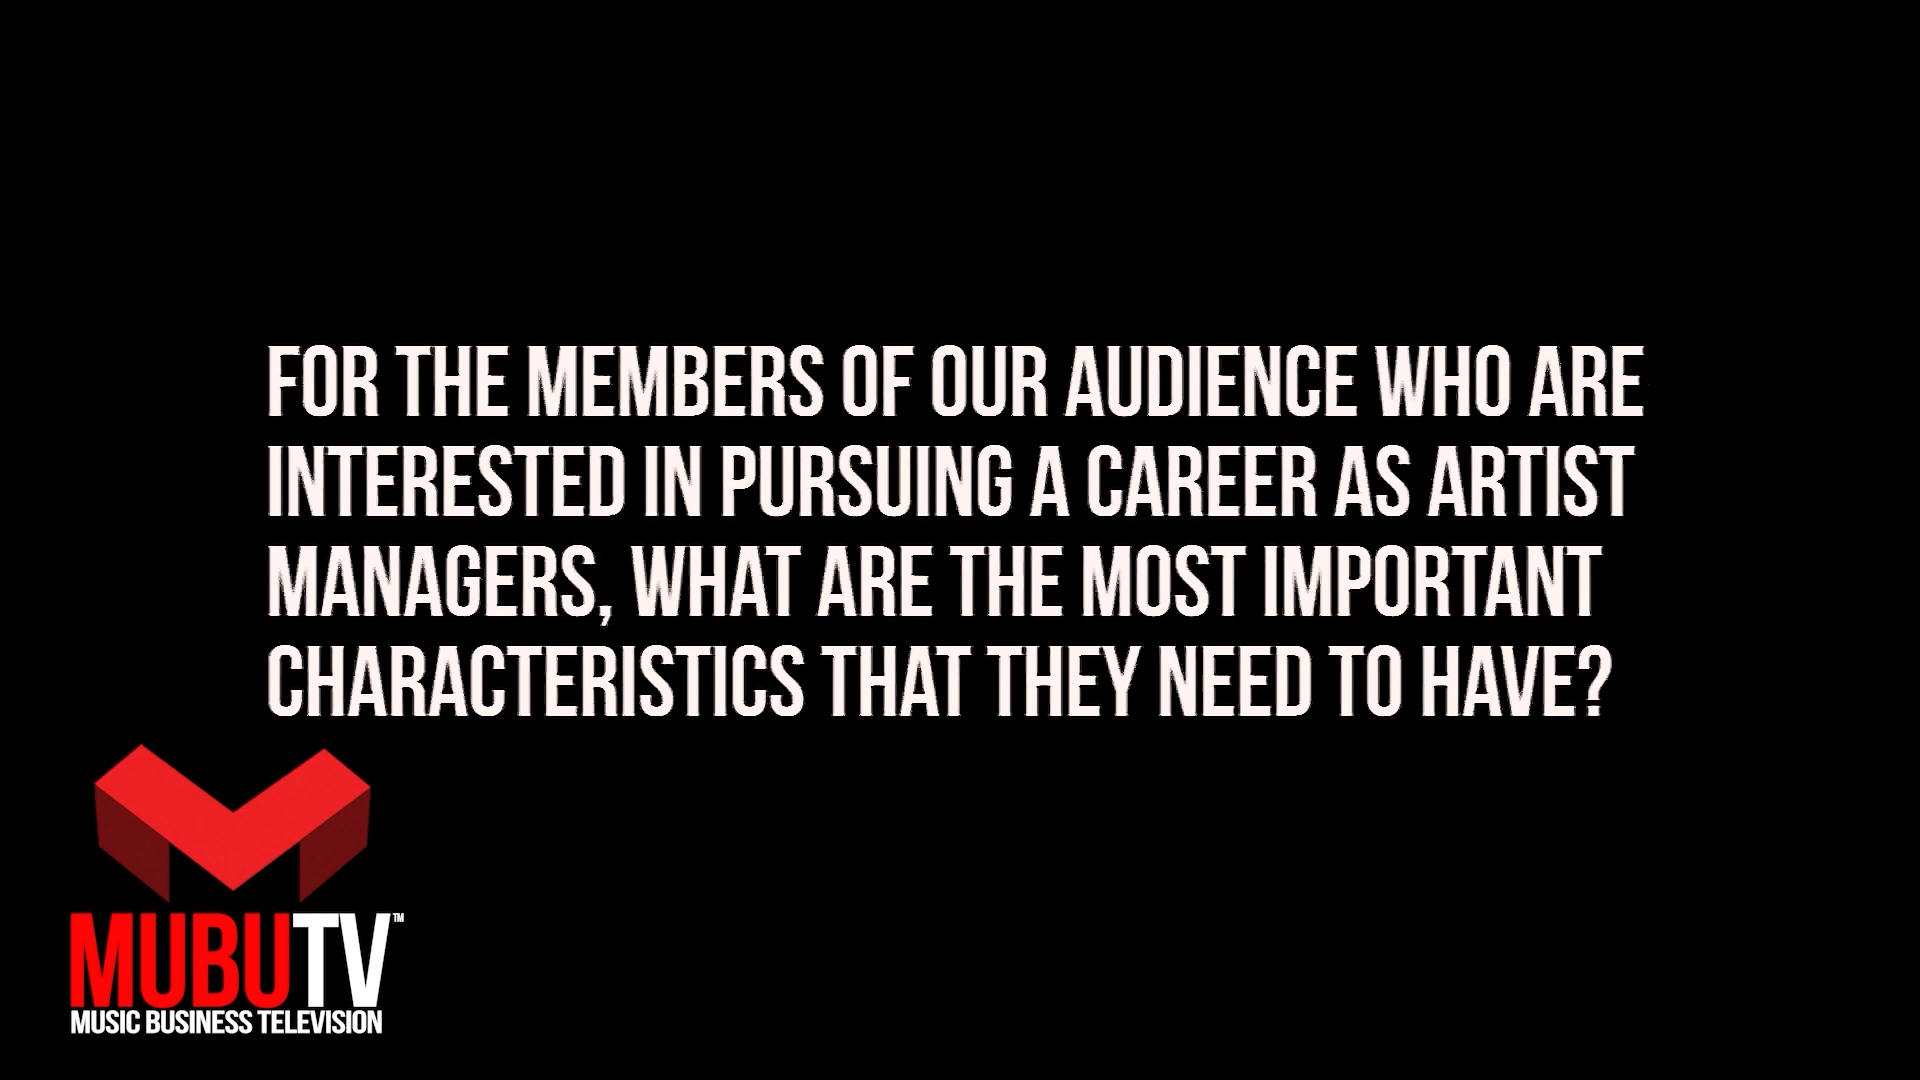 FOR THE MEMBERS OF OUR AUDIENCE WHO ARE
INTERESTED IN PURSUING A CAREER AS ARTIST
MANAGERS, WHAT ARE THE MOST IMPORTANT
CHARACTERISTICS THAT THEY NEED TO HAVE?
MUBUTV™
MUSIC BUSINESS TELEVISION